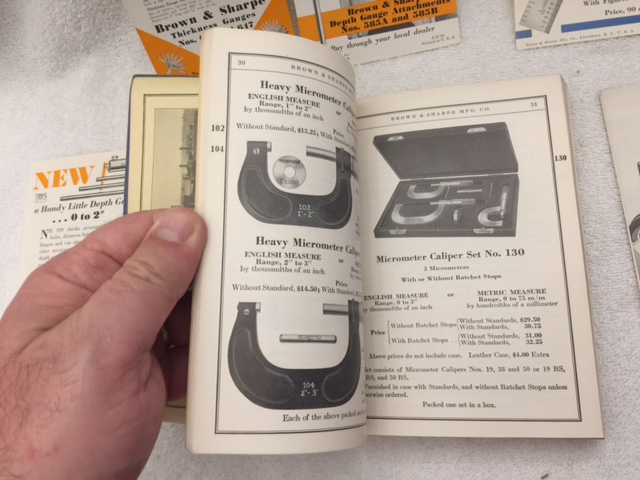 Brown & Sharpe
Thickness Gauges
Nos.
647
Depth Gauge Attachments
Nos. 585A and 585B
Buy through your local dealer
Price, 90
NEW
a Handy Little Depth
... 0 to 2"
30
BROWN & SHARPE
Heavy Micrometer
ENGLISH MEASURE
Range, 1" to 2"
by thousandths of an inch
or
Price
102
Without Standard, $13.25; With
104
102
1"-2"
Heavy Micrometer
ENGLISH MEASURE
Range, 2" to 3"
by thousandths of an inch
or
Price
Without Standard, $14.50; With
104
2"-3"
Each of the above packed
BROWN & SHARPE MFG. CO.
31
130
Micrometer Caliper Set No. 130
3 Micrometers
With or Without Ratchet Stops
ENGLISH MEASURE or METRIC MEASURE
Range, 0 to 3" Range, 0 to 75 m/m
by thousandths of an inch by hundredths of a millimeter
Price Without Ratchet Stops Without Standards, $29.50
With Standards, 30.75
With Ratchet Stops Without Standards, 31.00
With Standards, 32.25
Above prices do not include case. Leather Case, $4.00 Extra
Set consists of Micrometer Calipers Nos. 19, 38 and 50 or 19 RS,
RS, and 50 RS.
Furnished in case with Standards, and without Ratchet Stops unless
otherwise ordered.
Packed one set in a box.